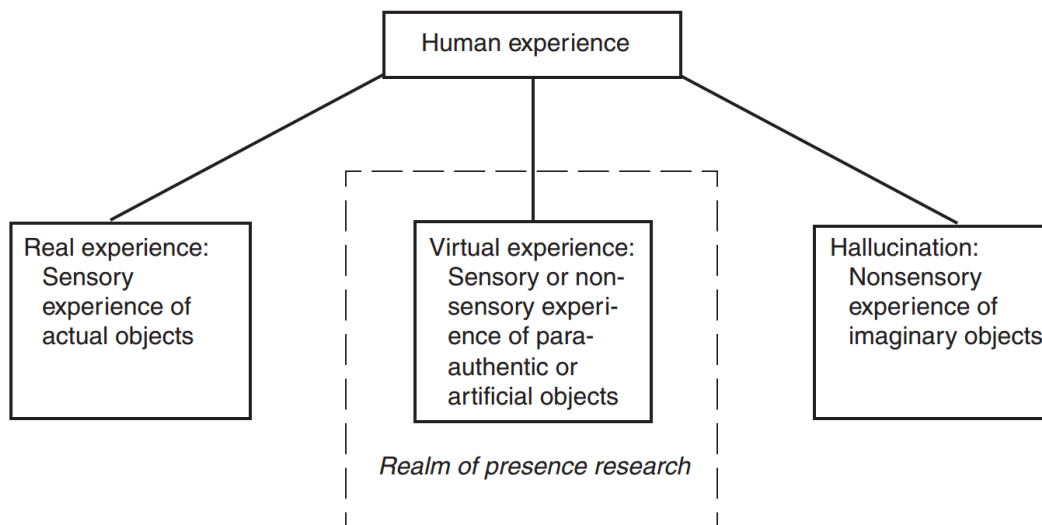 Human experience
Real experience:
Sensory
experience of
actual objects
Virtual experience:
Sensory or non-
sensory experi-
ence of para-
authentic or
artificial objects
Hallucination:
Nonsensory
experience of
imaginary objects
Realm of presence research